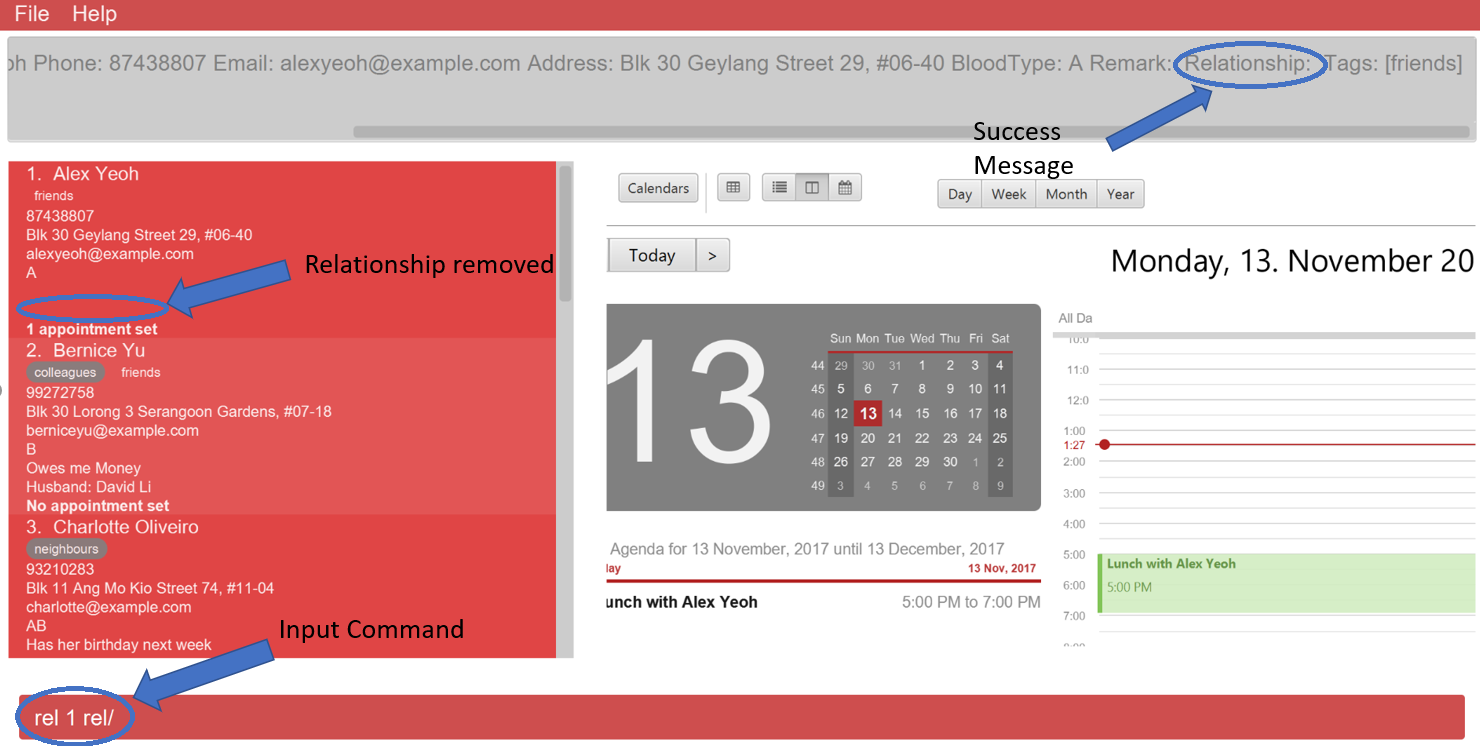 File Help
oh Phone: 87438807 Email: alexyeoh@example.com Address: Blk 30 Geylang Street 29, #06-40 BloodType: A Remark: Relationship: Tags: [friends]
Success
Message
1. Alex Yeoh
friends
87438807
Blk 30 Geylang Street 29, #06-40
alexyeoh@example.com
A
1 appointment set
Relationship removed
2. Bernice Yu
colleagues friends
99272758
Blk 30 Lorong 3 Serangoon Gardens, #07-18
berniceyu@example.com
B
Owes me Money
Husband: David Li
No appointment set
3. Charlotte Oliveiro
neighbours
93210283
Blk 11 Ang Mo Kio Street 74, #11-04
charlotte@example.com
AB
Has her birthday next week
Input Command
rel 1 rel/
Calendars
Day Week Month Year
Today >
Monday, 13. November 20
13
Sun Mon Tue Wed Thu Fri Sat
44 29 30 31 1 2 3 4
45 5 6 7 8 9 10 11
46 12 13 14 15 16 17 18
47 19 20 21 22 23 24 25
48 26 27 28 29 30 1 2
49 3 4 5 6 7 8 9
Agenda for 13 November, 2017 until 13 December, 2017
lay 13 Nov, 2017
unch with Alex Yeoh 5:00 PM to 7:00 PM
All Da
10:0
11:0
12:0
1:00
1:27
2:00
3:00
4:00
5:00
6:00
7:00
Lunch with Alex Yeoh
5:00 PM